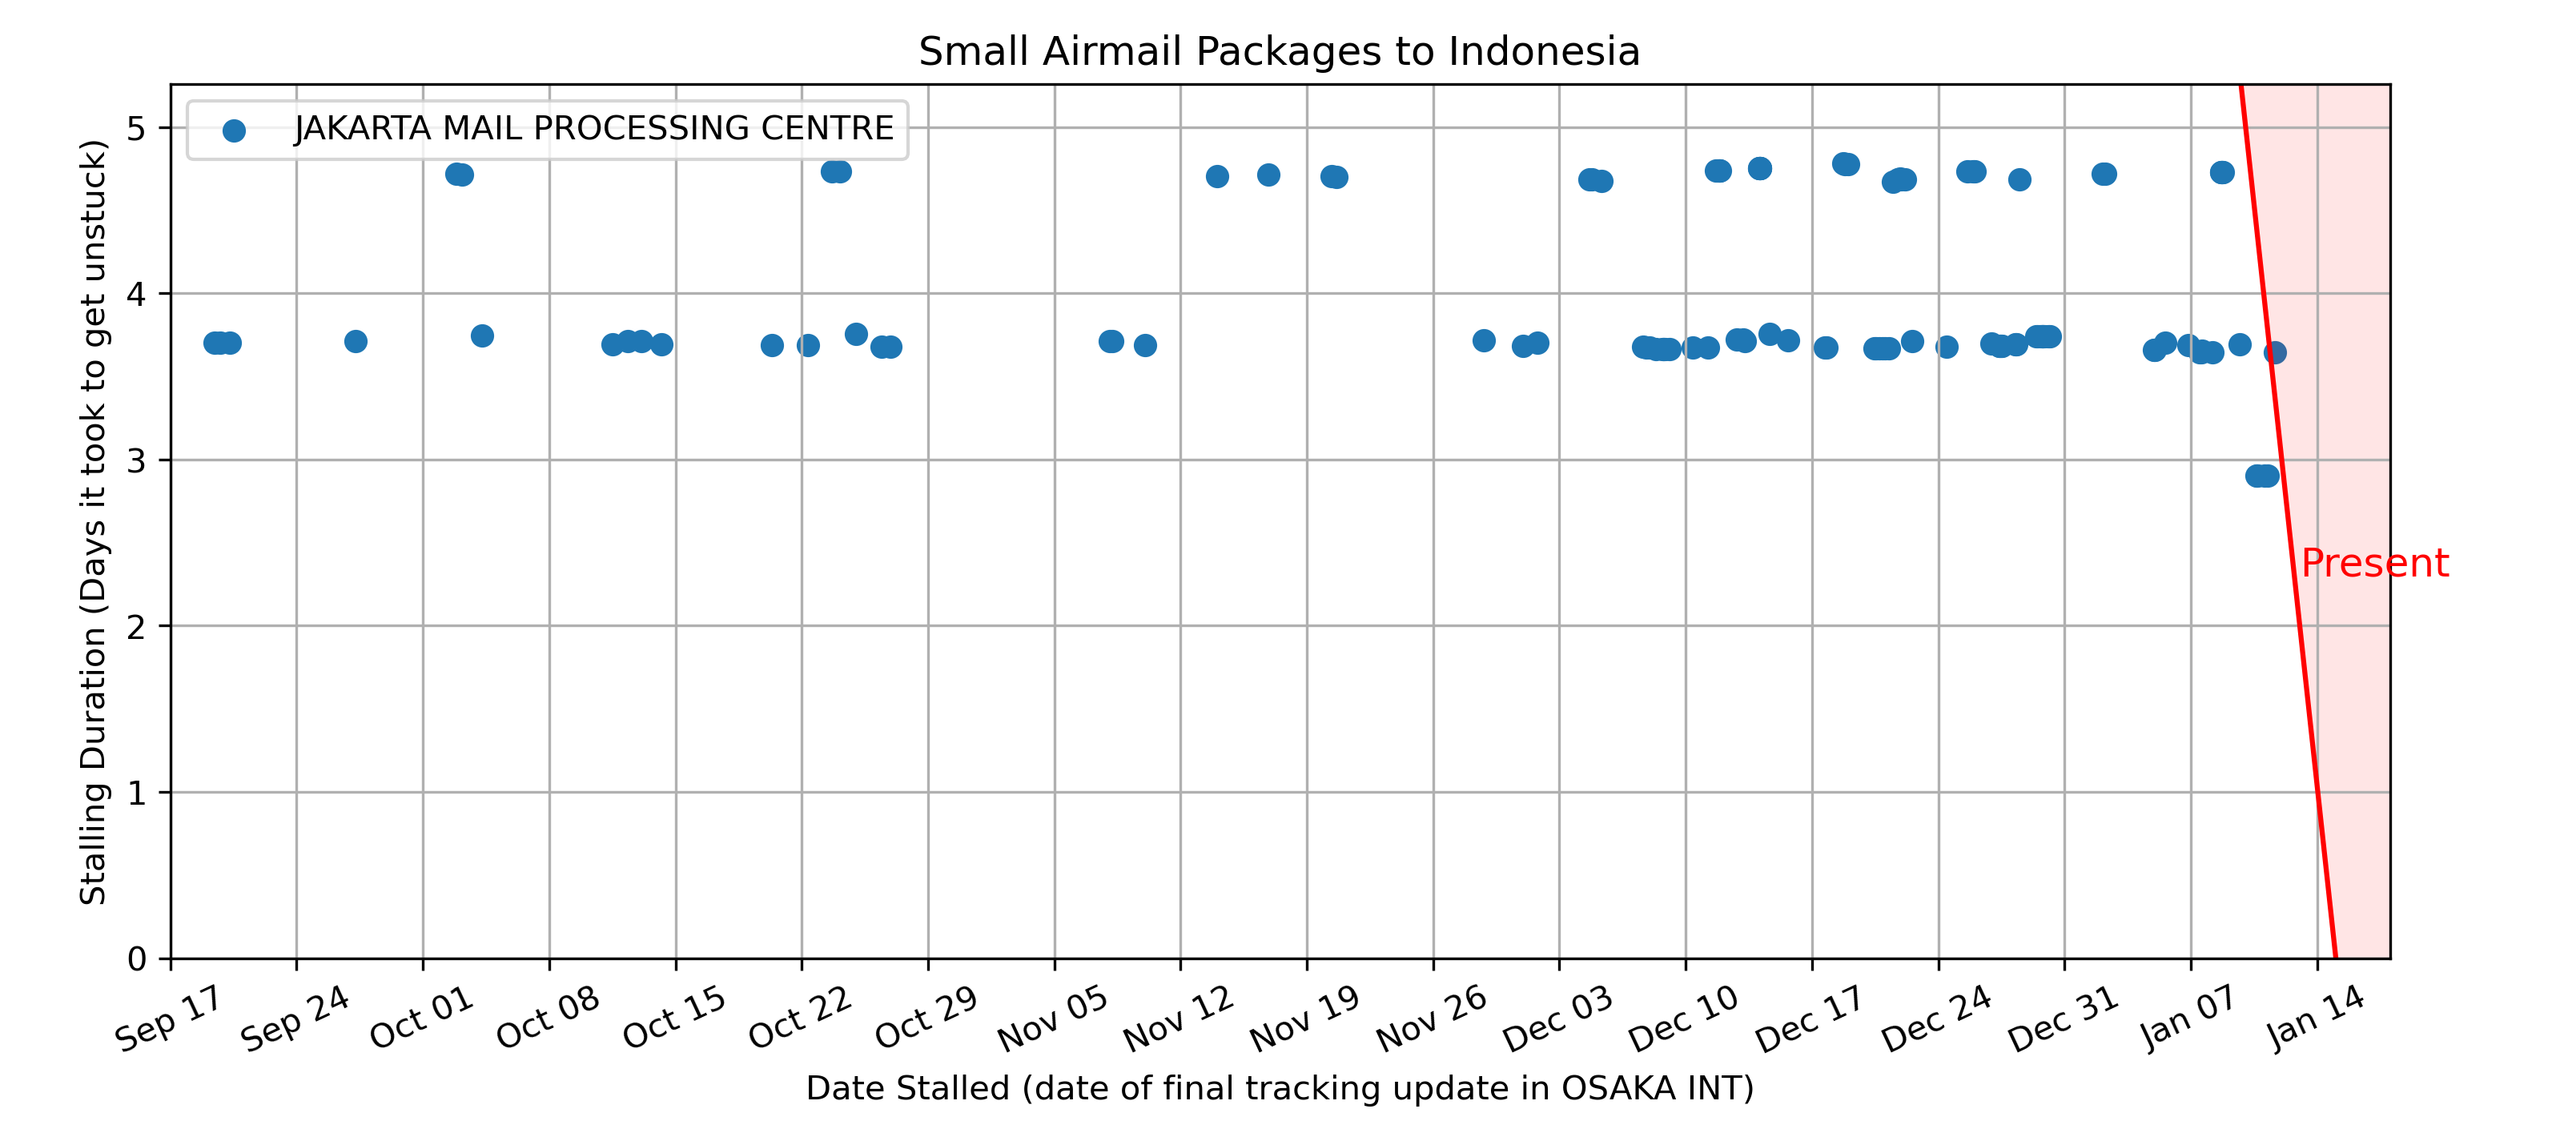 Small Airmail Packages to Indonesia
JAKARTA MAIL PROCESSING CENTRE
Stalling Duration (Days it took to get unstuck)
5
4
3
2
1
0
Present
Sep 17
Sep 24
Oct 01
Oct 08
Oct 15
Oct 22
Oct 29
Nov 05
Nov 12
Nov 19
Nov 26
Dec 03
Dec 10
Dec 17
Dec 24
Dec 31
Jan 07
Jan 14
Date Stalled (date of final tracking update in OSAKA INT)